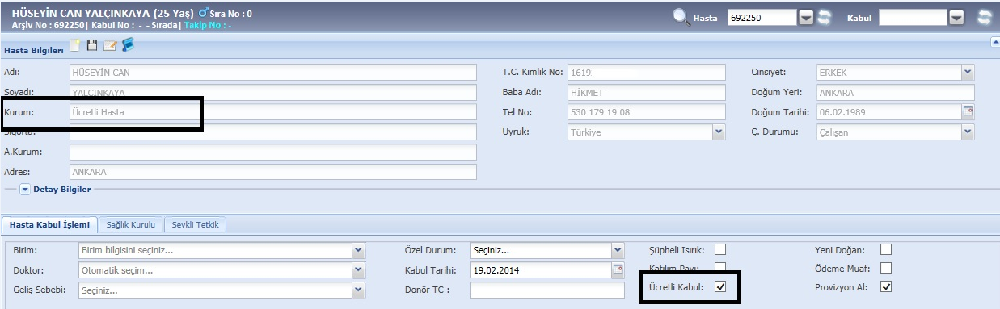 HÜSEYİN CAN YALÇINKAYA (25 Yaş) Sıra No : 0
Arşiv No : 692250| Kabul No : - - Sırada| Takip No : -
Hasta 692250 Kabul
Hasta Bilgileri
Adı: HÜSEYİN CAN T.C. Kimlik No: 1619 Cinsiyet: ERKEK
Soyadı: YALÇINKAYA Baba Adı: HİKMET Doğum Yeri: ANKARA
Kurum: Ücretli Hasta Tel No: 530 179 19 08 Doğum Tarihi: 06.02.1989
Sigorta: Uyruk: Türkiye Ç. Durumu: Çalışan
A.Kurum:
Adres: ANKARA
Detay Bilgiler
Hasta Kabul İşlemi Sağlık Kurulu Sevkli Tetkik
Birim: Birim bilgisini seçiniz... Özel Durum: Seçiniz... Şüpheli Isırık: Yeni Doğan:
Doktor: Otomatik seçim... Kabul Tarihi: 19.02.2014 Katılım Payı: Ödeme Muaf:
Geliş Sebebi: Seçiniz... Donör TC : Ücretli Kabul: Provizyon Al: